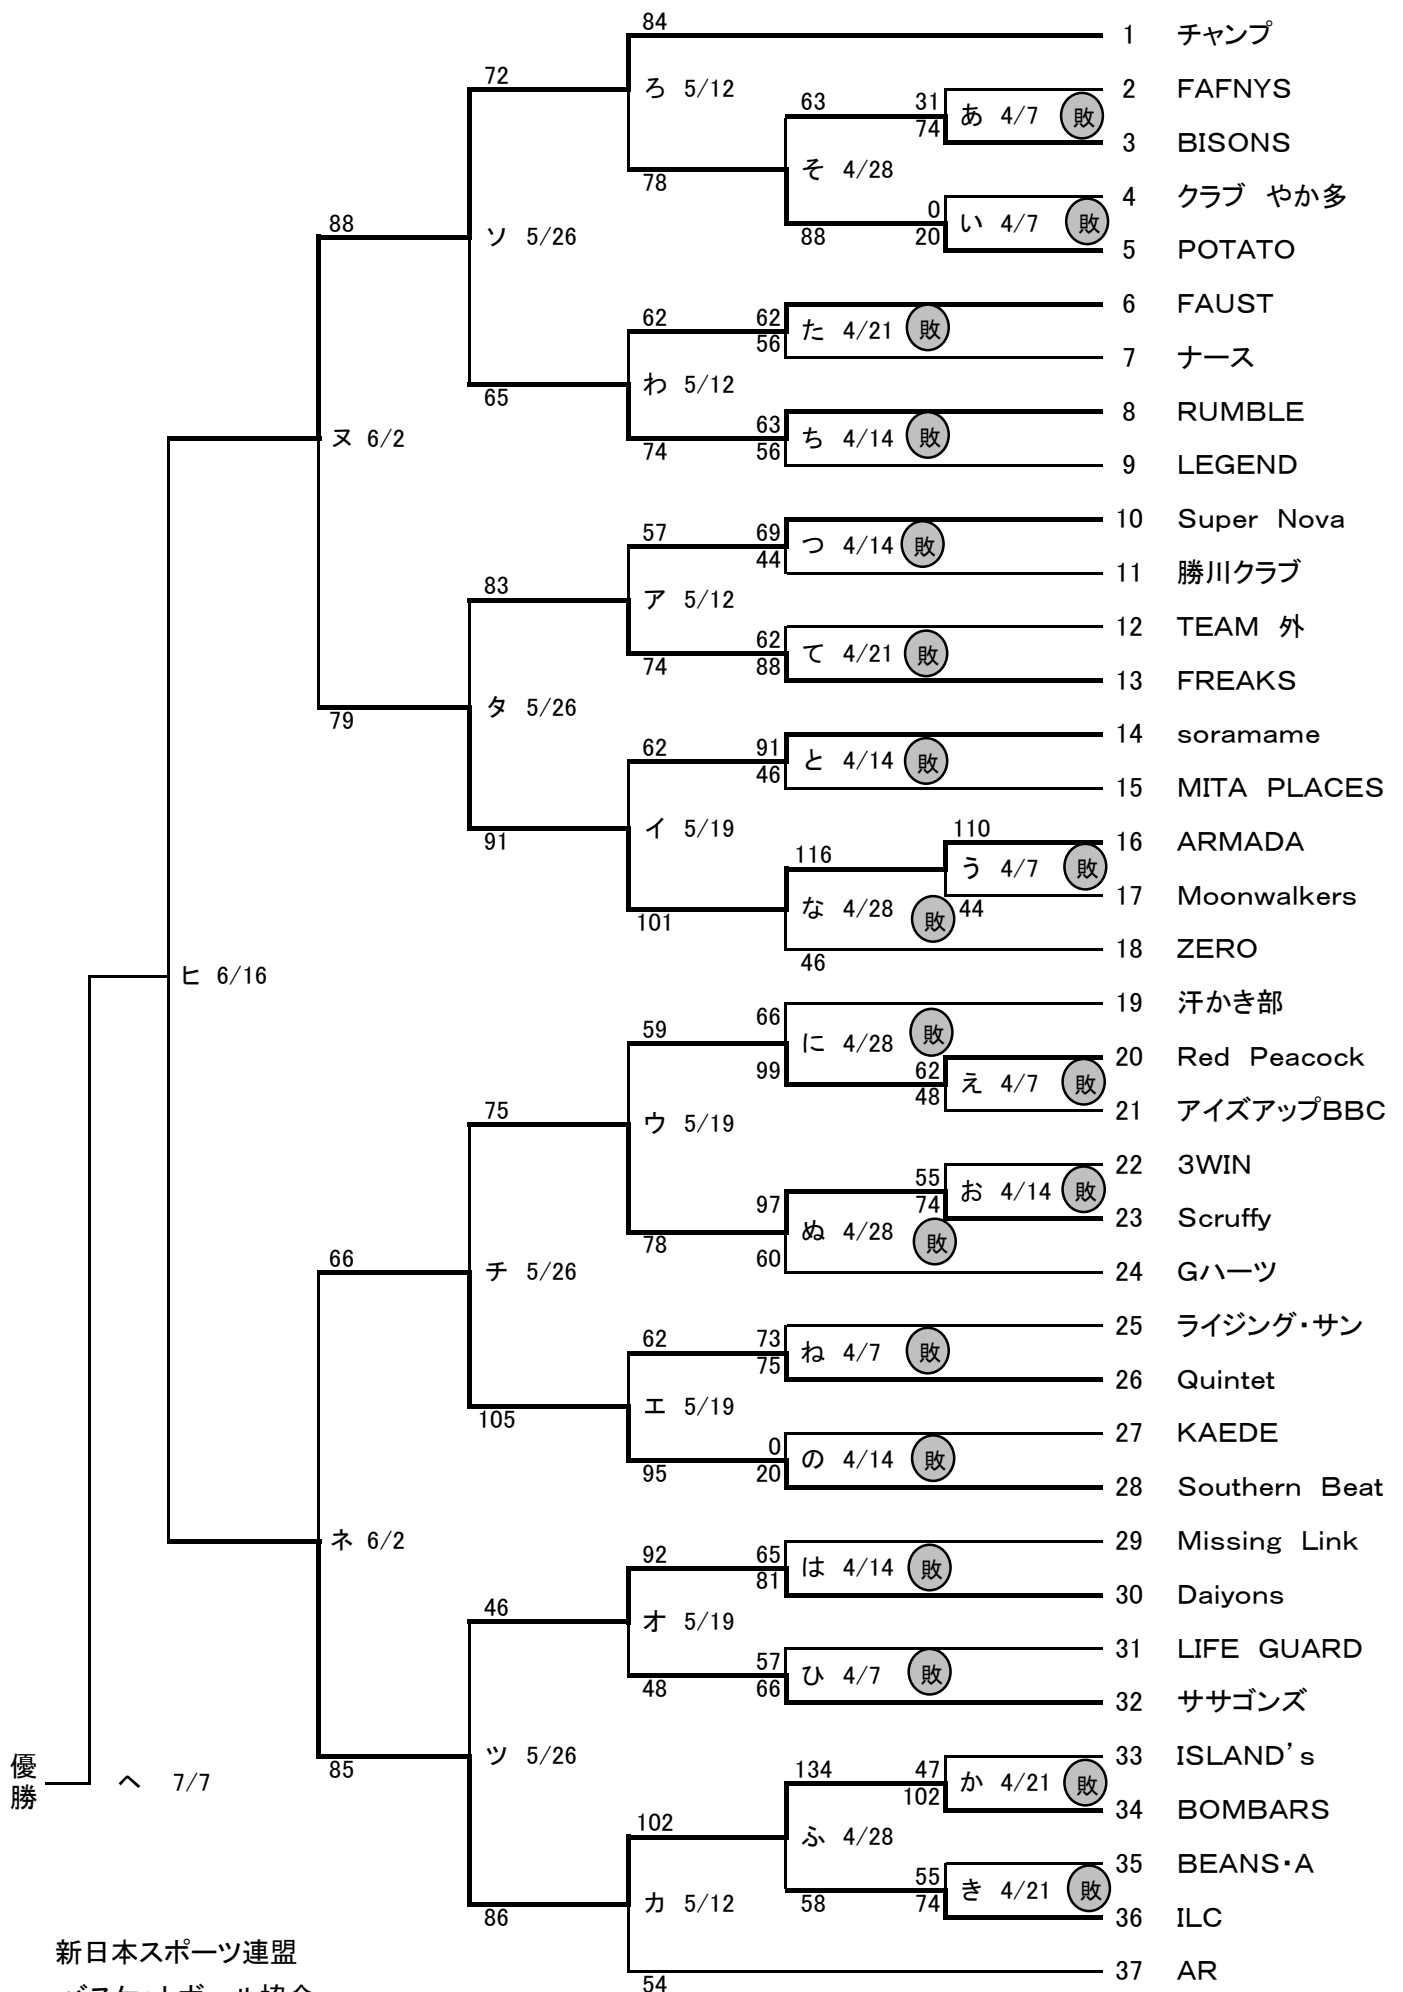 84
1 チャンプ
72
ろ 5/12
2 FAFNYS
63 31
あ 4/7 敗
74
3 BISONS
そ 4/28
78
4 クラブ やか多
0
い 4/7 敗
88 20
5 POTATO
88
ソ 5/26
6 FAUST
62 62
た 4/21 敗
56
7 ナース
わ 5/12
65
8 RUMBLE
63
ち 4/14 敗
74 56
9 LEGEND
ヌ 6/2
10 Super Nova
57 69
つ 4/14 敗
44
11 勝川クラブ
83
ア 5/12
12 TEAM 外
62
て 4/21 敗
74 88
13 FREAKS
タ 5/26
79
14 soramame
62 91
と 4/14 敗
46
15 MITA PLACES
イ 5/19
91
110
16 ARMADA
116
う 4/7 敗
17 Moonwalkers
な 4/28 敗 44
101
18 ZERO
46
ヒ 6/16
19 汗かき部
59 66
に 4/28 敗
20 Red Peacock
99 62
え 4/7 敗
48
21 アイズアップBBC
75
ウ 5/19
22 3WIN
55
お 4/14 敗
97 74
23 Scruffy
ぬ 4/28 敗
78 60
24 Gハーツ
66
チ 5/26
25 ライジング・サン
62 73
ね 4/7 敗
75
26 Quintet
エ 5/19
105
27 KAEDE
0
の 4/14 敗
95 20
28 Southern Beat
ネ 6/2
29 Missing Link
92 65
は 4/14 敗
81
30 Daiyons
46
オ 5/19
31 LIFE GUARD
57
ひ 4/7 敗
48 66
32 ササゴンズ
ツ 5/26
85
33 ISLAND's
134 47
か 4/21 敗
102
34 BOMBARS
優勝
ヘ 7/7
102
ふ 4/28
35 BEANS・A
55
き 4/21 敗
58 74
36 ILC
カ 5/12
86
37 AR
54
新日本スポーツ連盟
バスケットボール協会